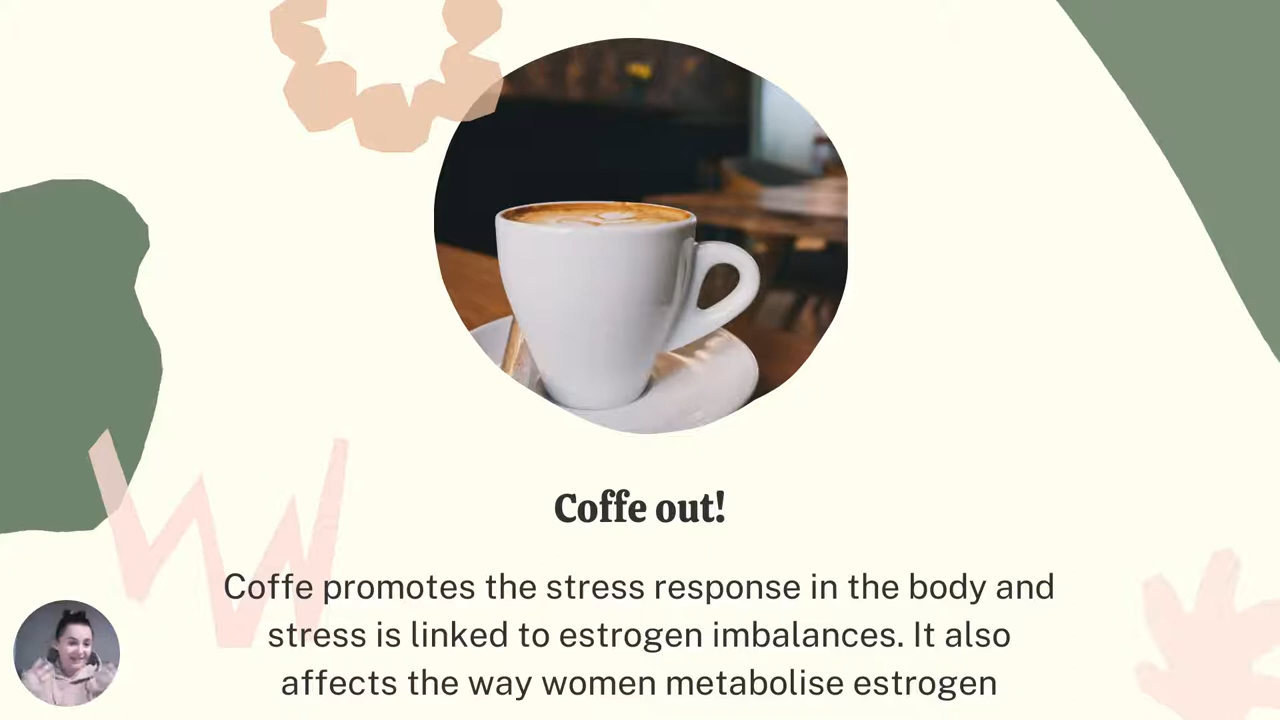 Coffe out!
Coffe promotes the stress response in the body and
stress is linked to estrogen imbalances. It also
affects the way women metabolise estrogen